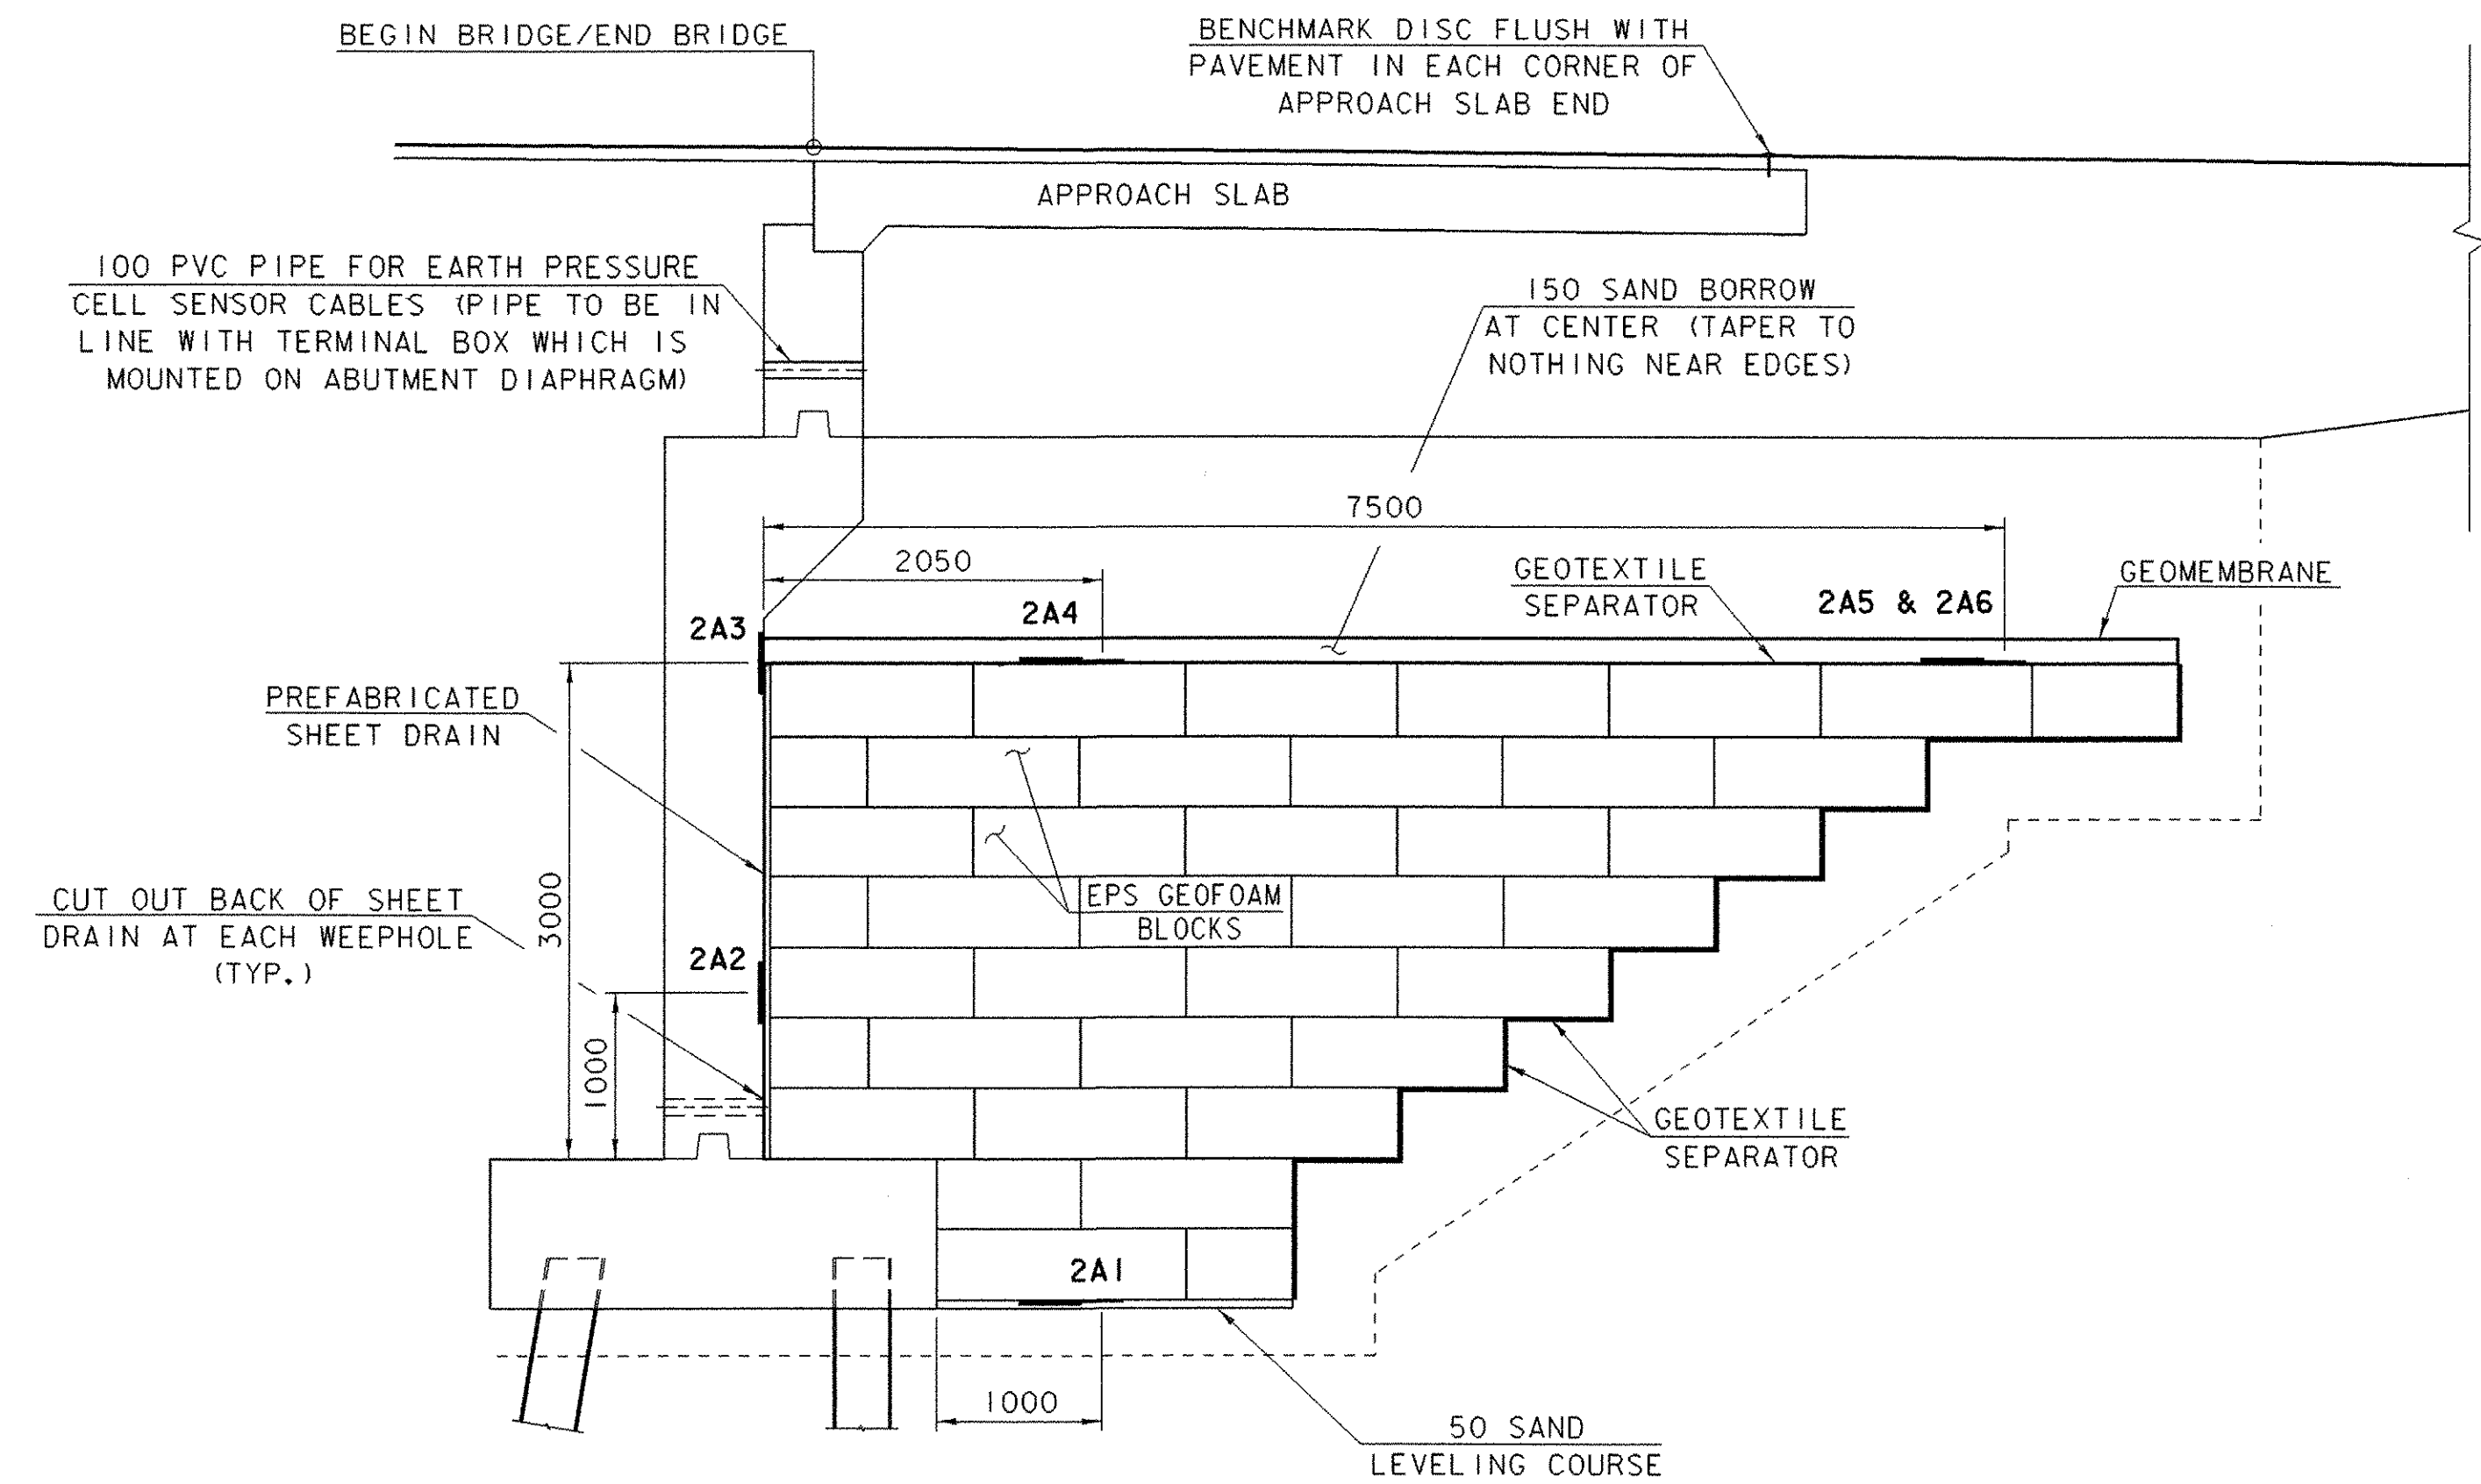 BEGIN BRIDGE/END BRIDGE
BENCHMARK DISC FLUSH WITH
PAVEMENT IN EACH CORNER OF
APPROACH SLAB END
APPROACH SLAB
100 PVC PIPE FOR EARTH PRESSURE
CELL SENSOR CABLES (PIPE TO BE IN
LINE WITH TERMINAL BOX WHICH IS
MOUNTED ON ABUTMENT DIAPHRAGM)
150 SAND BORROW
AT CENTER (TAPER TO
NOTHING NEAR EDGES)
7500
2050
GEOTEXTILE
SEPARATOR
GEOMEMBRANE
2A3
2A4
2A5 & 2A6
PREFABRICATED
SHEET DRAIN
3000
CUT OUT BACK OF SHEET
DRAIN AT EACH WEEPHOLE
(TYP.)
EPS GEOFOAM
BLOCKS
2A2
1000
GEOTEXTILE
SEPARATOR
2A1
1000
50 SAND
LEVELING COURSE